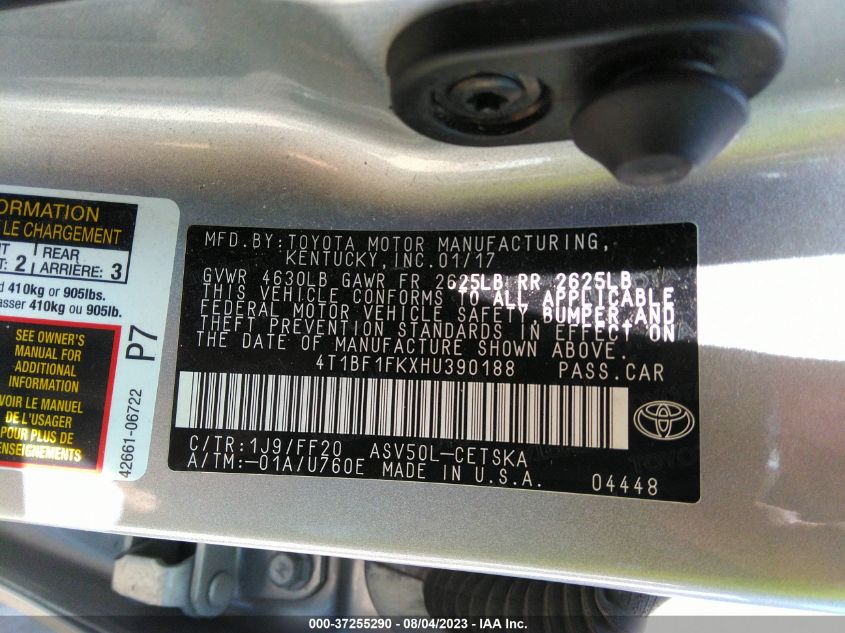 ORMATION
LE CHARGEMENT
NT
T: 2
REAR
ARRIÈRE: 3
d 410kg or 905lbs.
asser 410kg ou 905lb.
SEE OWNER'S
MANUAL FOR
ADDITIONAL
INFORMATION
VOIR LE MANUEL
DE L'USAGER
POUR PLUS DE
RENSEIGNEMENTS
P7
42661-06722
MFD.BY:TOYOTA MOTOR MANUFACTURING,
KENTUCKY,INC.01/17
GVWR 4630LB GAWR FR 2625LB RR 2625LB
THIS VEHICLE CONFORMS TO ALL APPLICABLE
FEDERAL MOTOR VEHICLE SAFETY BUMPER,AND
THEFT PREVENTION STANDARDS IN EFFECT ON
THE DATE OF MANUFACTURE SHOWN ABOVE.
4T1BF1FKXHU390188 PASS.CAR
C/TR:1J9/FF20 ASV50L-CETSKA
A/TM:-01A/U760E MADE IN U.S.A.
04448
000-37255290 - 08/04/2023 - IAA Inc.